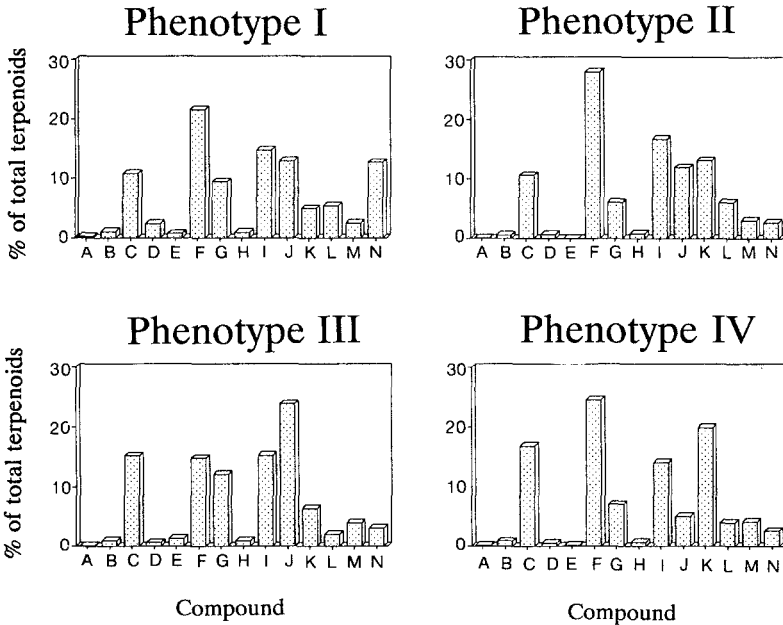 Phenotype I
Phenotype II
% of total terpenoids
30
20
10
0
A B C D E F G H I J K L M N
30
20
10
0
A B C D E F G H I J K L M N
Phenotype III
Phenotype IV
% of total terpenoids
30
20
10
0
A B C D E F G H I J K L M N
30
20
10
0
A B C D E F G H I J K L M N
Compound
Compound